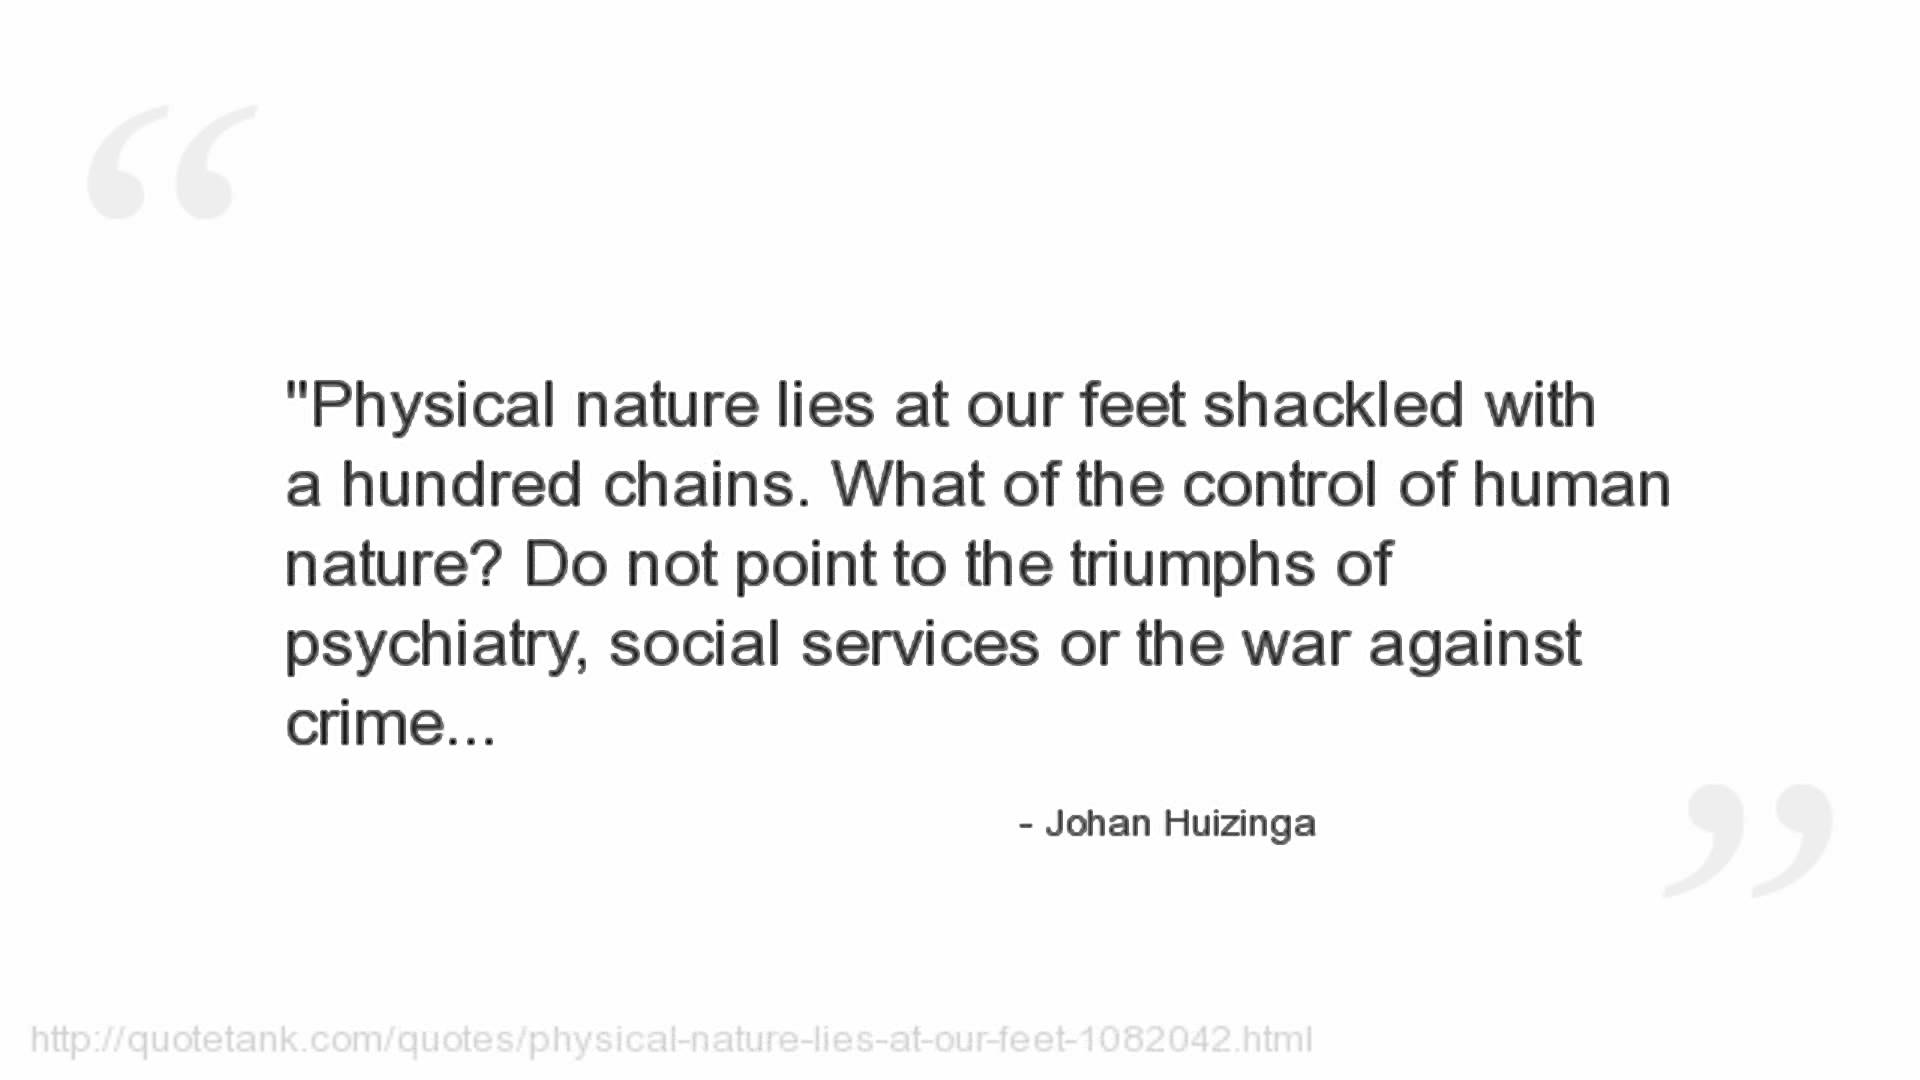 "Physical nature lies at our feet shackled with
a hundred chains. What of the control of human
nature? Do not point to the triumphs of
psychiatry, social services or the war against
crime...
- Johan Huizinga
http://quotetank.com/quotes/physical-nature-lies-at-our-feet-1082042.html